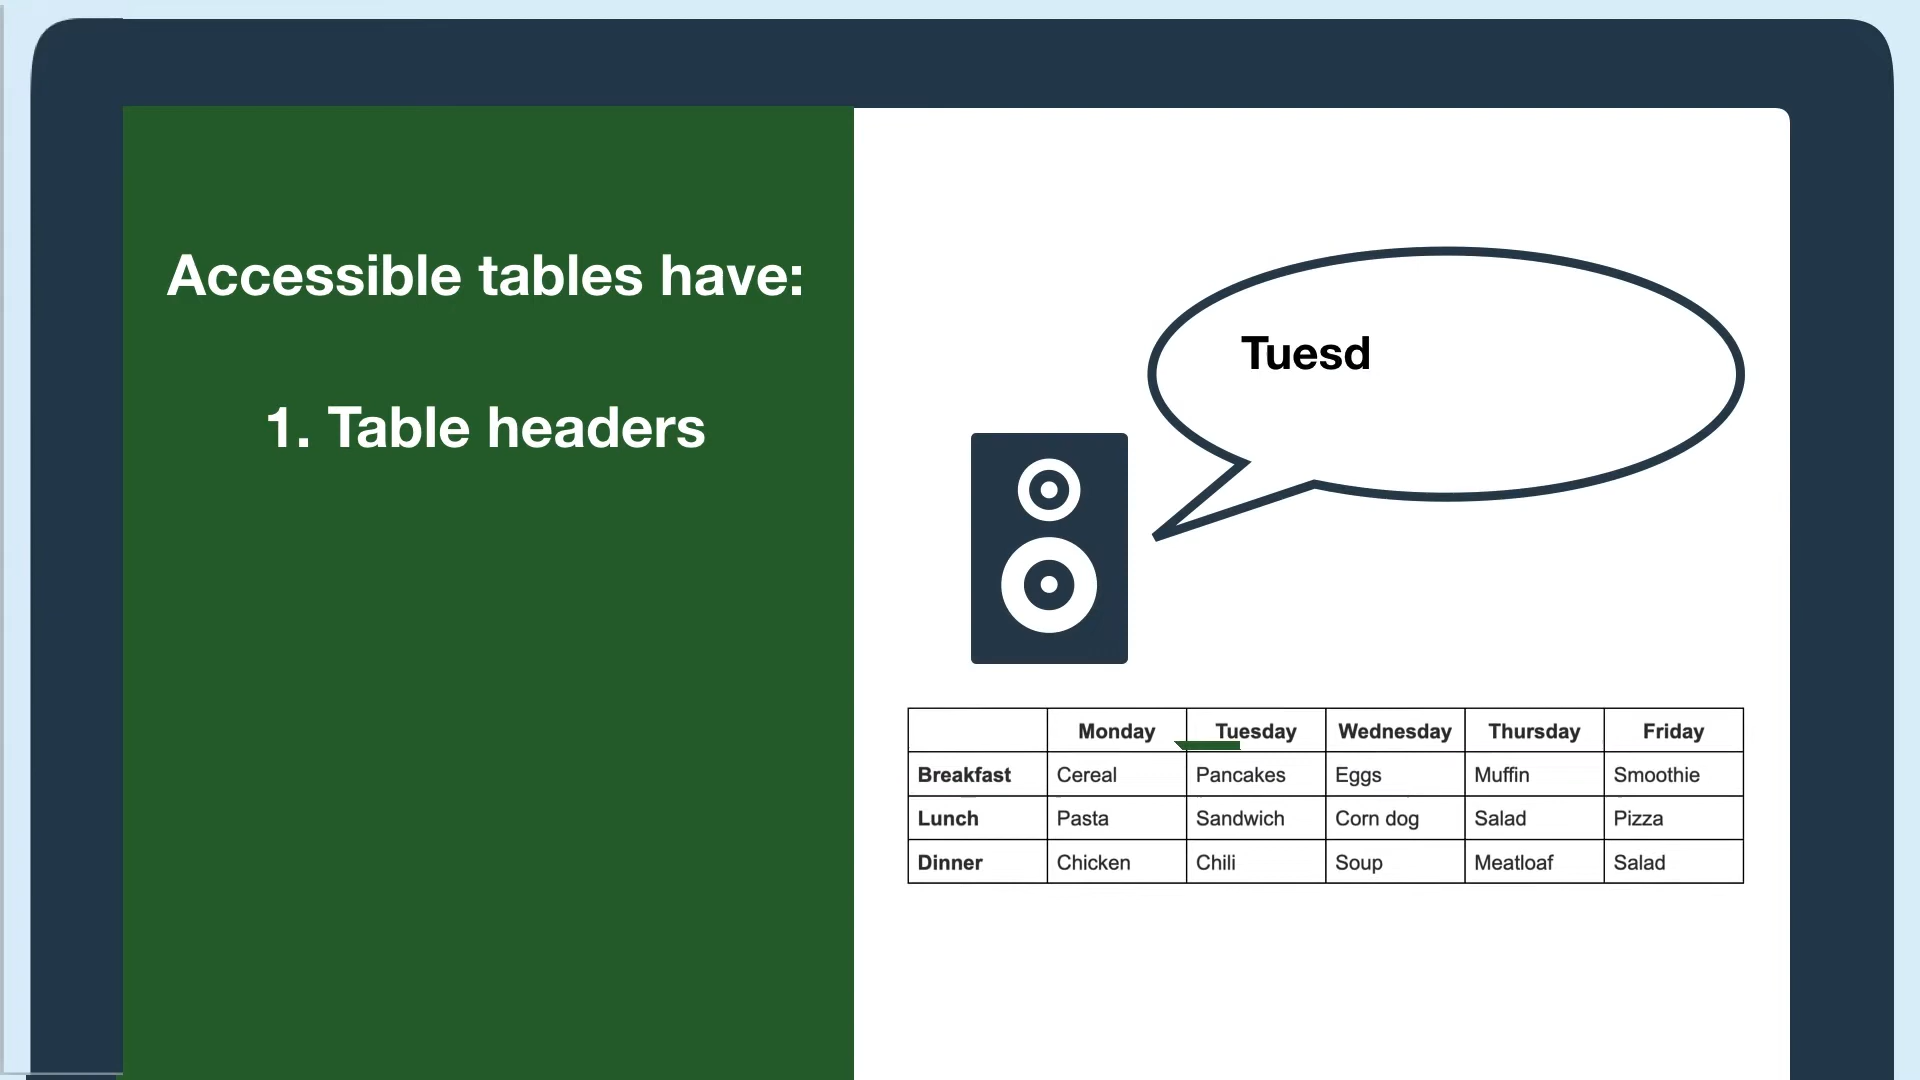 Accessible tables have:
1. Table headers
Tuesd
Monday Tuesday Wednesday Thursday Friday
Breakfast Cereal Pancakes Eggs Muffin Smoothie
Lunch Pasta Sandwich Corn dog Salad Pizza
Dinner Chicken Chili Soup Meatloaf Salad